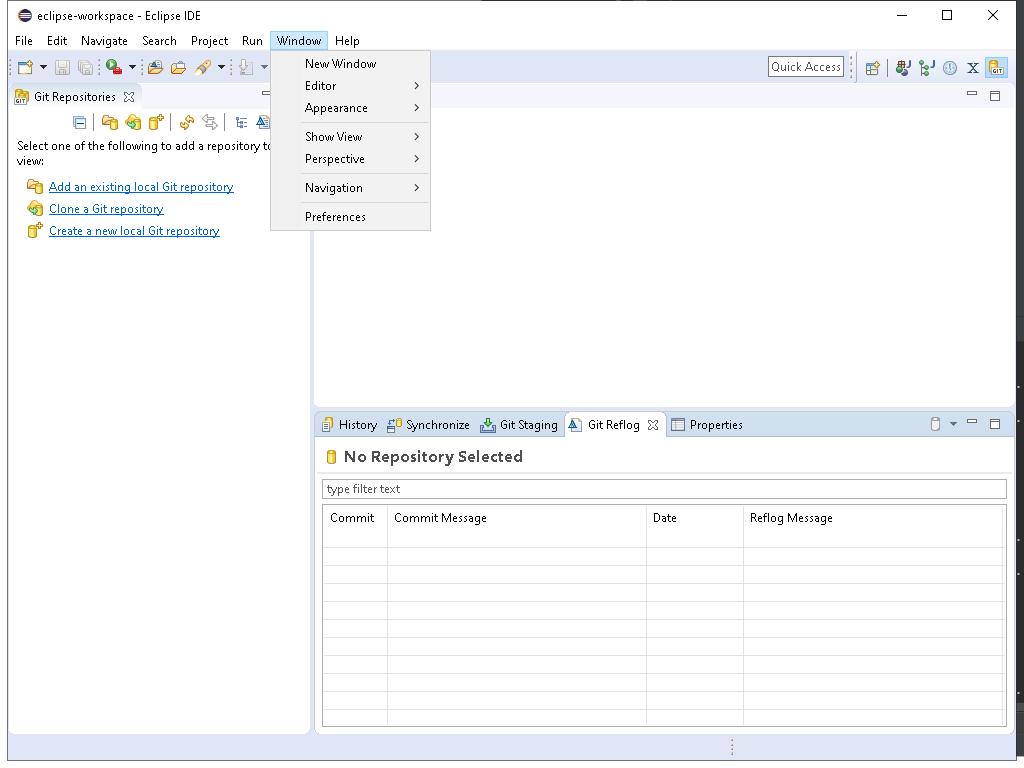 eclipse-workspace - Eclipse IDE
File Edit Navigate Search Project Run Window Help
Quick Access
New Window
Editor
Appearance
Show View
Perspective
Navigation
Preferences
Git Repositories
Select one of the following to add a repository to
view:
Add an existing local Git repository
Clone a Git repository
Create a new local Git repository
History Synchronize Git Staging Git Reflog Properties
No Repository Selected
type filter text
Commit Commit Message Date Reflog Message